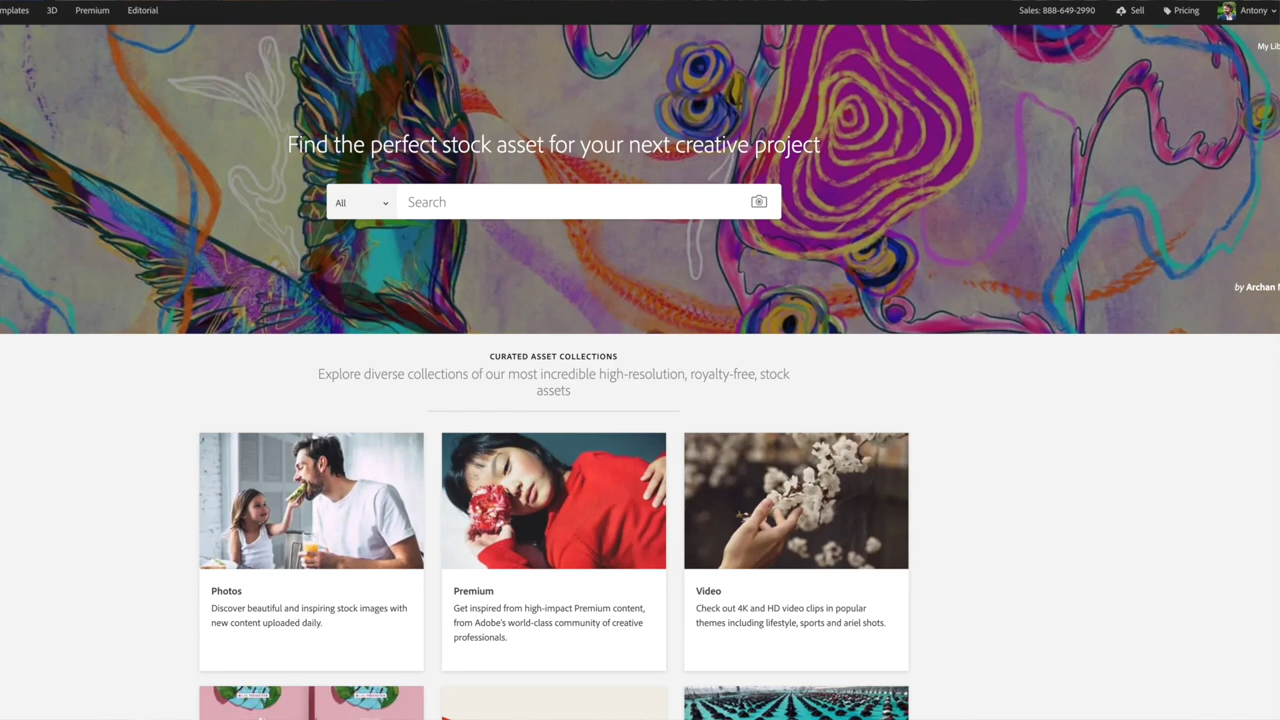 mplates 3D Premium Editorial Sales: 888-649-2990 Sell Pricing Antony
My Lib
Find the perfect stock asset for your next creative project
All Search
by Archan
CURATED ASSET COLLECTIONS
Explore diverse collections of our most incredible high-resolution, royalty-free, stock
assets
Photos
Discover beautiful and inspiring stock images with
new content uploaded daily.
Premium
Get inspired from high-impact Premium content,
from Adobe's world-class community of creative
professionals.
Video
Check out 4K and HD video clips in popular
themes including lifestyle, sports and ariel shots.